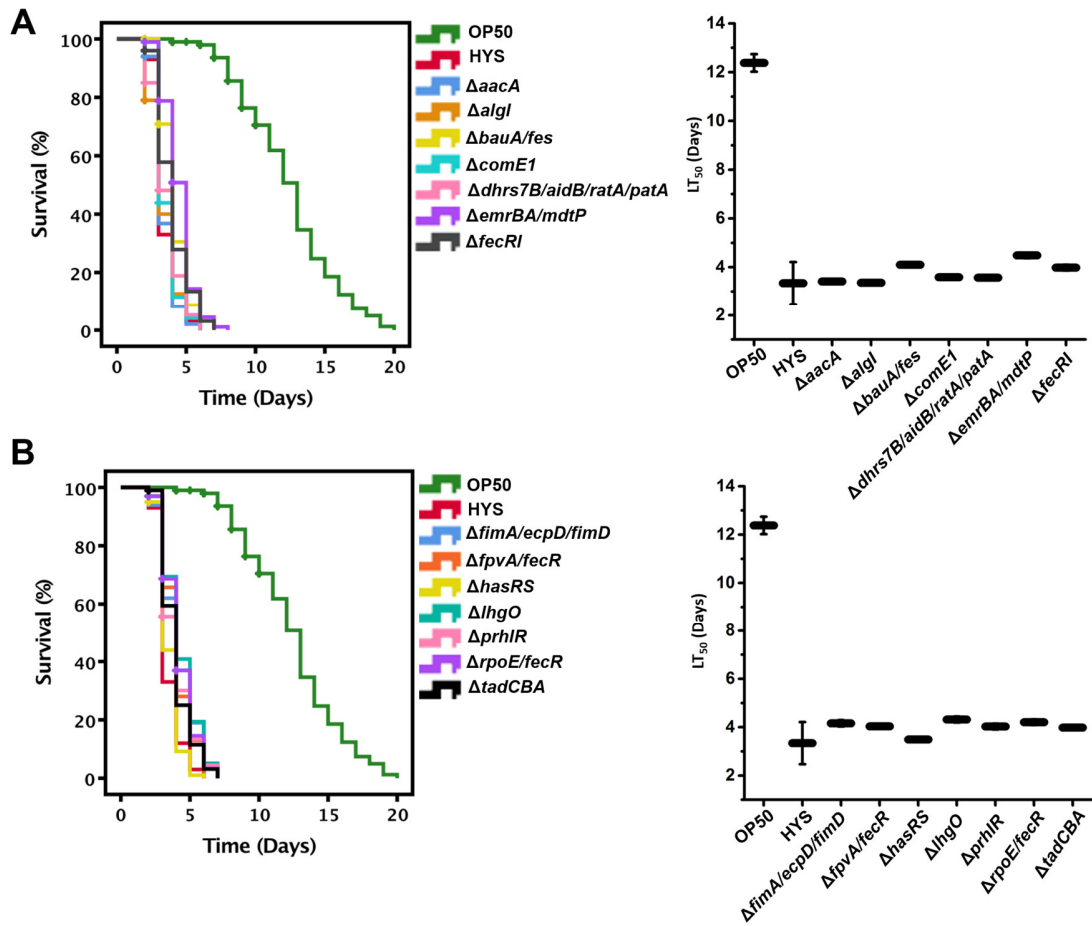 A
100
80
60
40
20
0
Survival (%)
0 5 10 15 20
Time (Days)
OP50
HYS
ΔaacA
ΔalgI
ΔbauA/fes
ΔcomE1
Δdhrs7B/aidB/ratA/patA
ΔemrBA/mdtP
ΔfecRI
14
12
10
8
6
4
2
LT50 (Days)
OP50
HYS
ΔaacA
ΔalgI
ΔbauA/fes
ΔcomE1
Δdhrs7B/aidB/ratA/patA
ΔemrBA/mdtP
ΔfecRI
B
100
80
60
40
20
0
Survival (%)
0 5 10 15 20
Time (Days)
OP50
HYS
ΔfimA/ecpD/fimD
ΔfpvA/fecR
ΔhasRS
ΔlhgO
ΔprhIR
ΔrpoE/fecR
ΔtadCBA
14
12
10
8
6
4
2
LT50 (Days)
OP50
HYS
ΔfimA/ecpD/fimD
ΔfpvA/fecR
ΔhasRS
ΔlhgO
ΔprhIR
ΔrpoE/fecR
ΔtadCBA